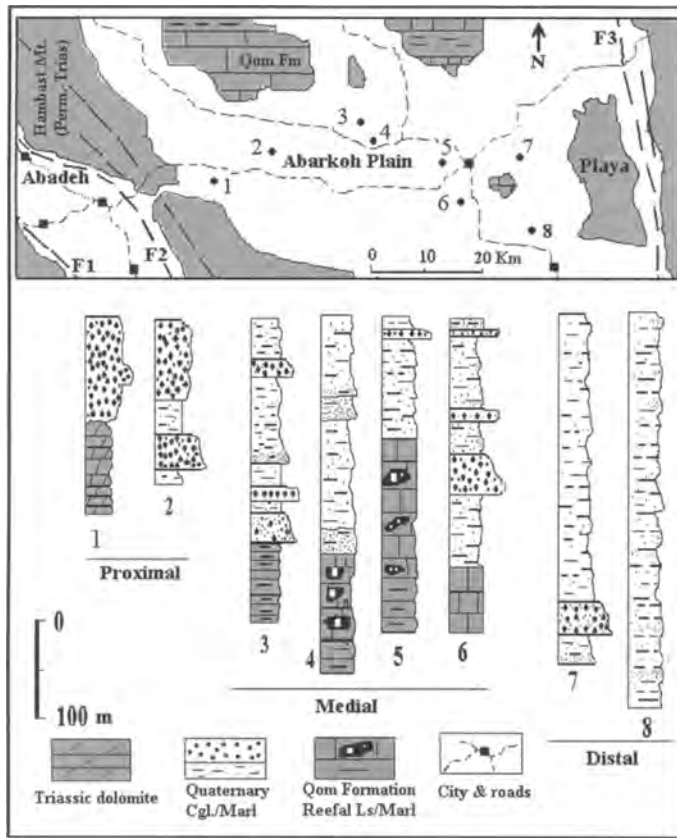 Hambast Mt.
(Perm.-Trias)
Qom Fm
N
F3
3
4
2
Abarkoh Plain
5
7
Abadeh
1
Playa
6
8
0 20 Km
F1
F2
1
2
Proximal
3
4
5
6
7
8
Medial
Distal
0
100 m
Triassic dolomite
Quaternary
Cgl./Marl
Qom Formation
Reefal Ls/Marl
City & roads